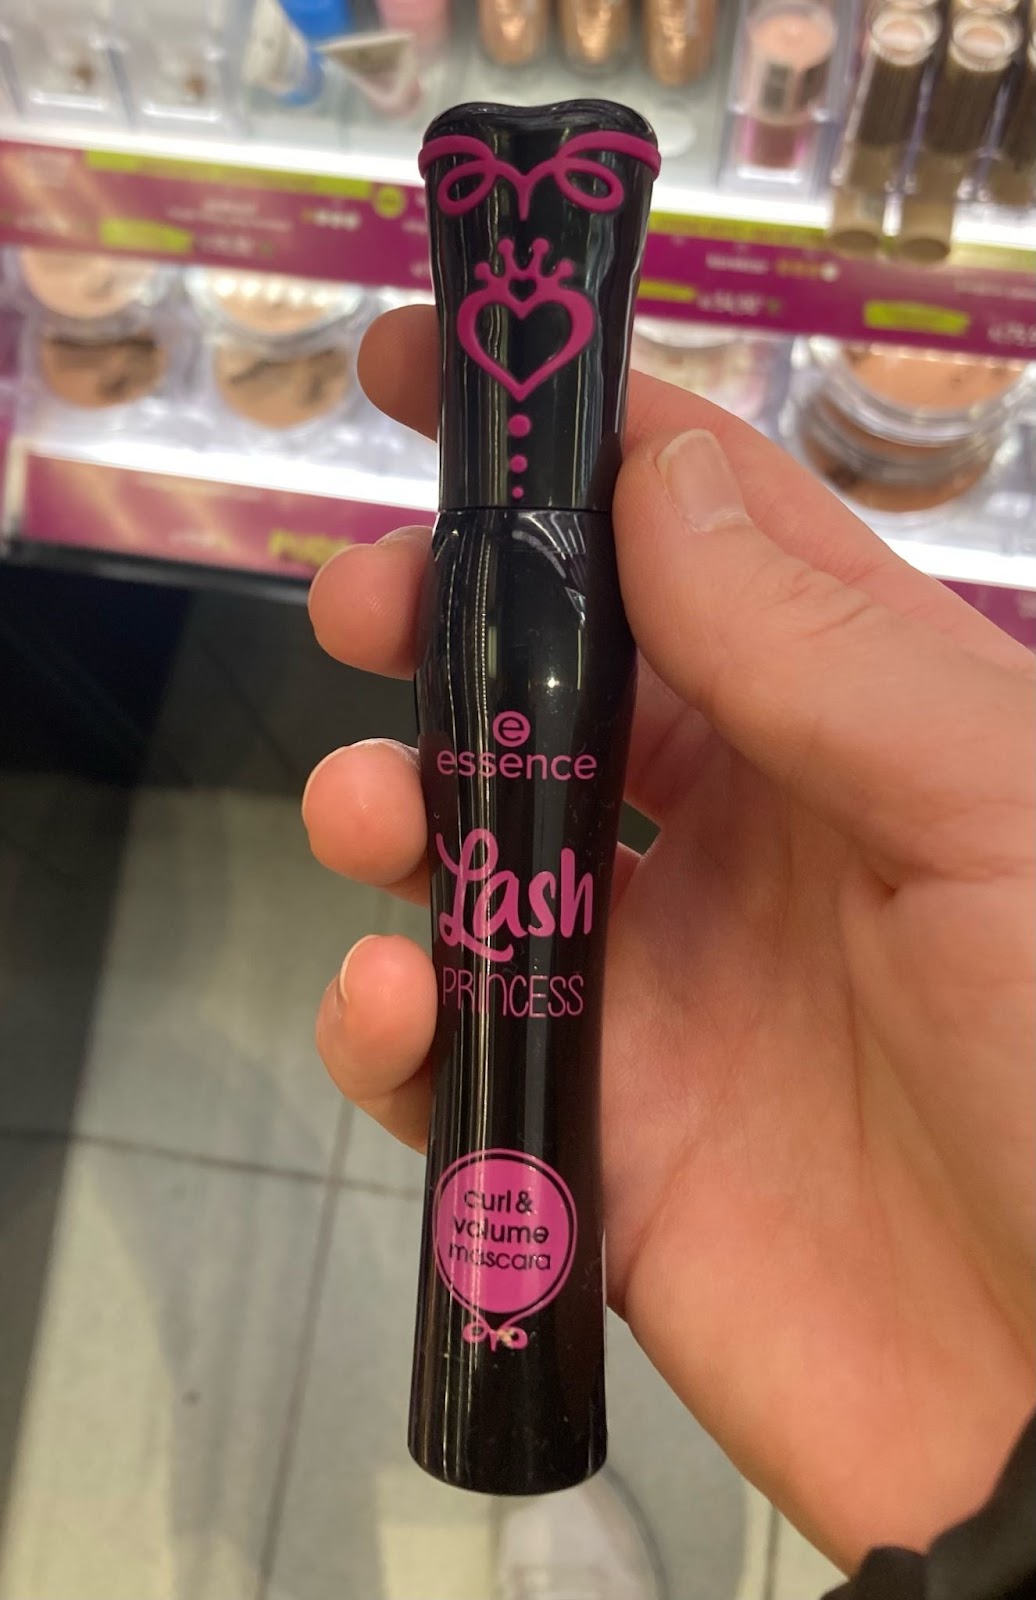 e
essence
Lash
PRINCESS
curl &
volume
mascara